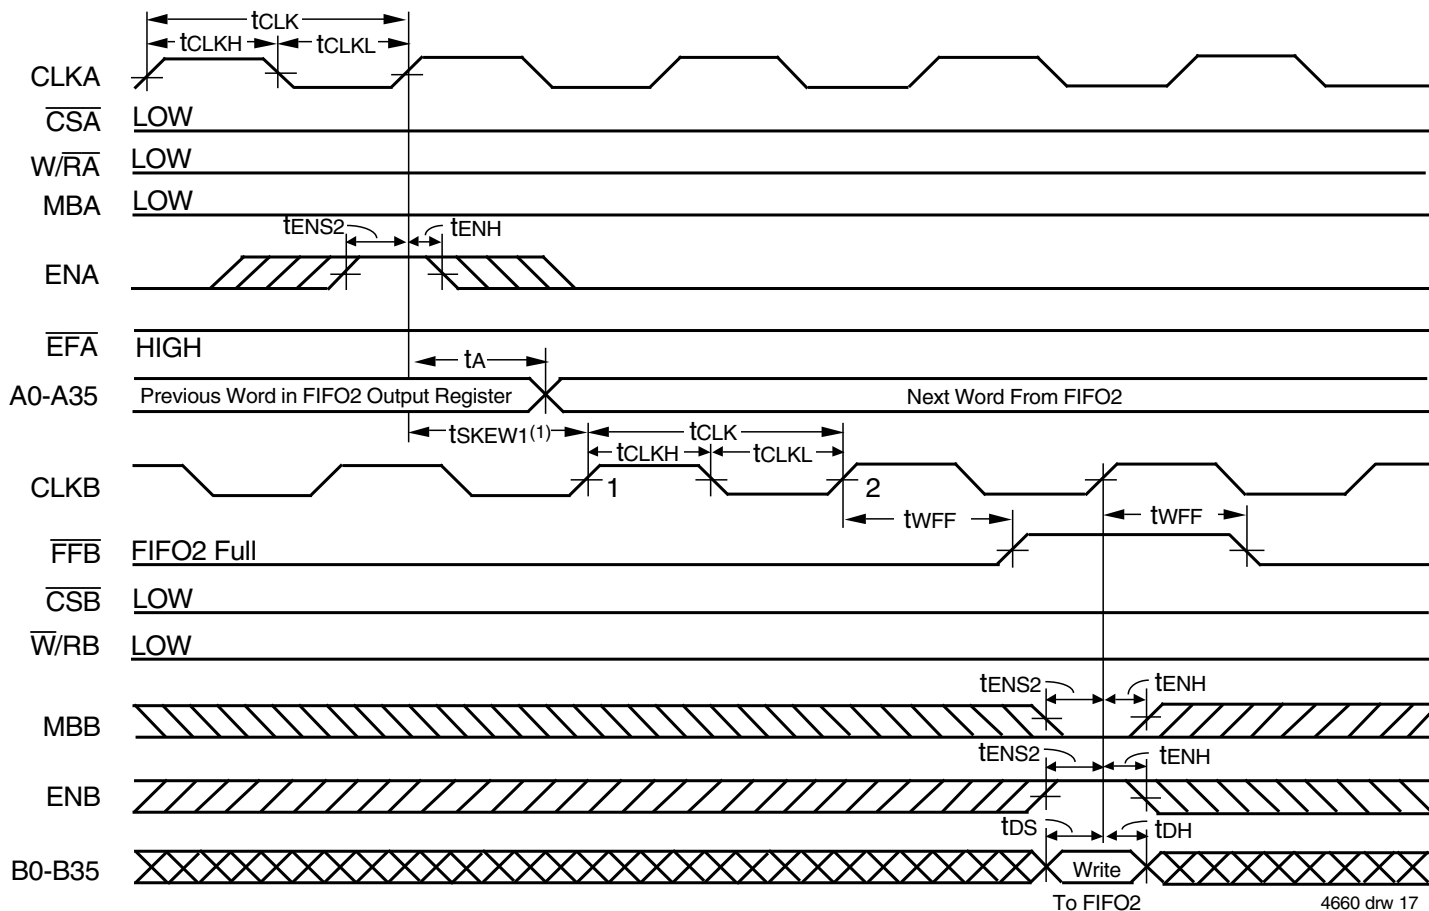 tCLK
tCLKH tCLKL
CLKA
CSA LOW
W/RA LOW
MBA LOW
tENS2 tENH
ENA
EFA HIGH
tA
A0-A35 Previous Word in FIFO2 Output Register Next Word From FIFO2
tSKEW1(1) tCLK
tCLKH tCLKL
CLKB 1 2
tWFF tWFF
FFB FIFO2 Full
CSB LOW
W/RB LOW
tENS2 tENH
MBB
tENS2 tENH
ENB
tDS tDH
B0-B35 Write
To FIFO2 4660 drw 17